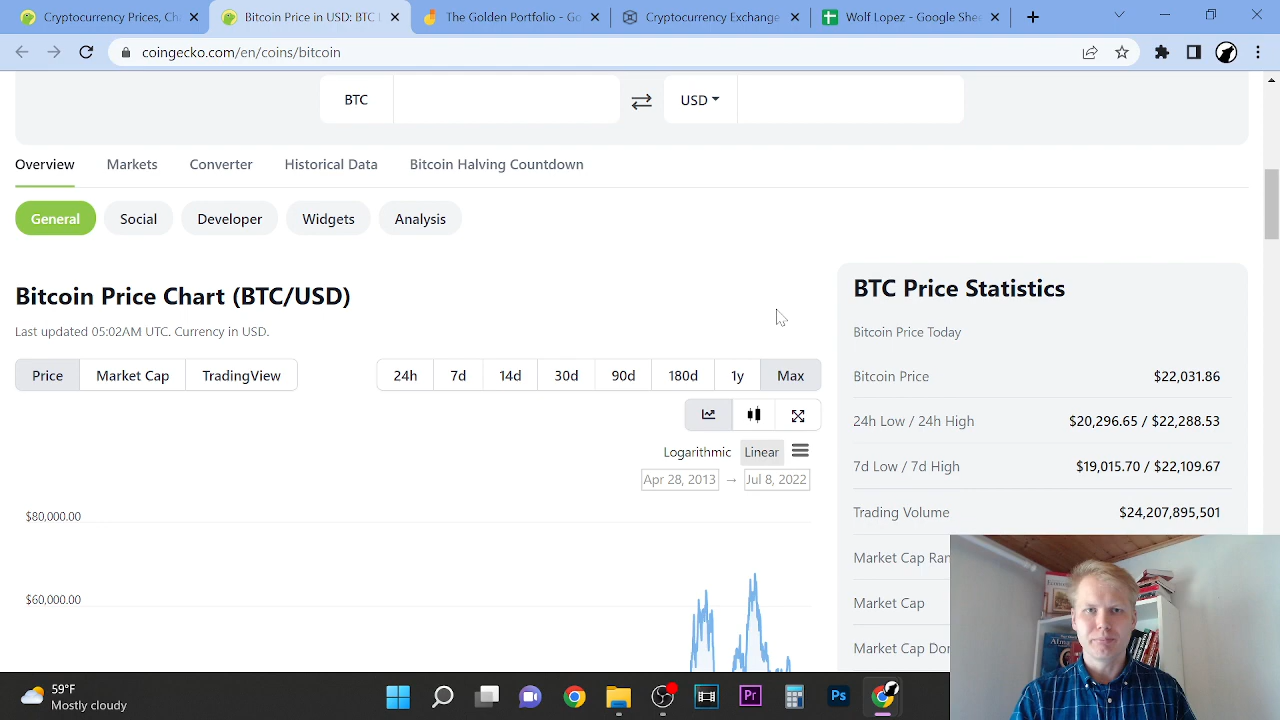 Cryptocurrency Prices, Ch
Bitcoin Price in USD: BTC
The Golden Portfolio - Go
Cryptocurrency Exchange
Wolf Lopez - Google She
coingecko.com/en/coins/bitcoin
BTC
USD
Overview
Markets
Converter
Historical Data
Bitcoin Halving Countdown
General
Social
Developer
Widgets
Analysis
Bitcoin Price Chart (BTC/USD)
Last updated 05:02AM UTC. Currency in USD.
Price
Market Cap
TradingView
24h
7d
14d
30d
90d
180d
1y
Max
Logarithmic
Linear
Apr 28, 2013 → Jul 8, 2022
$80,000.00
$60,000.00
BTC Price Statistics
Bitcoin Price Today
Bitcoin Price $22,031.86
24h Low / 24h High $20,296.65 / $22,288.53
7d Low / 7d High $19,015.70 / $22,109.67
Trading Volume $24,207,895,501
Market Cap Ran
Market Cap
Market Cap Dor
59°F
Mostly cloudy
Pr
Ps